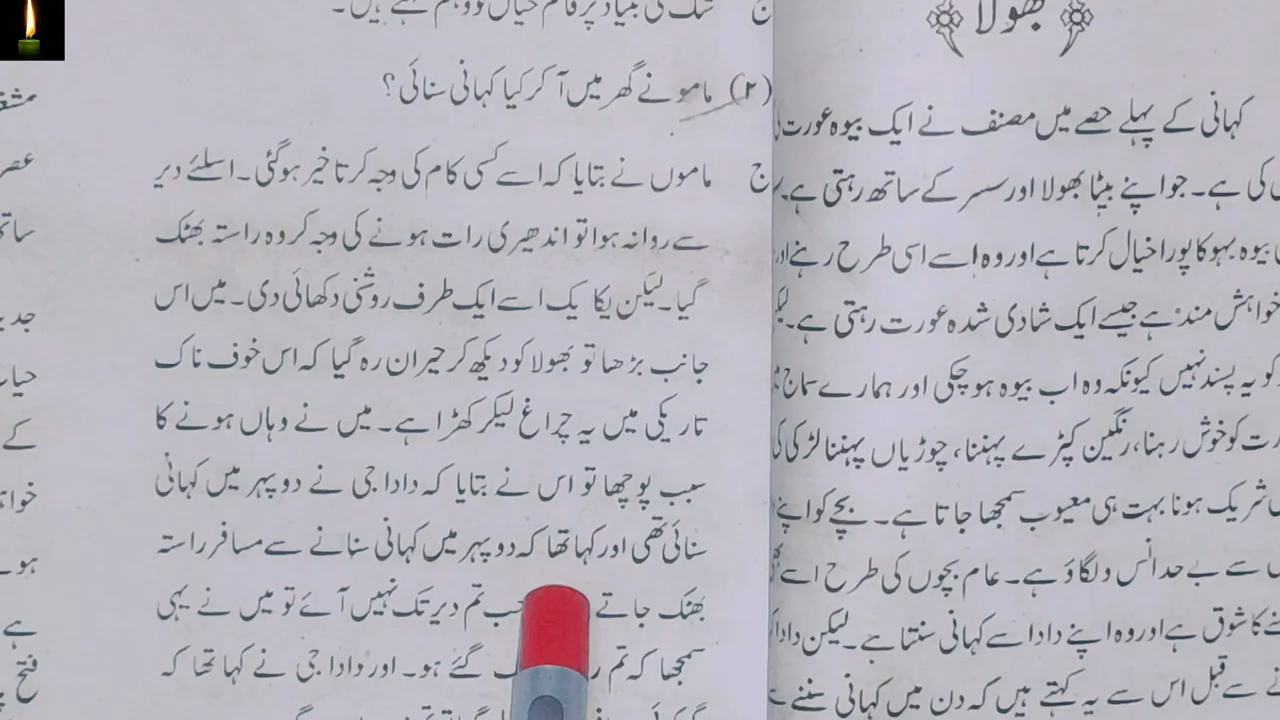 بھولا
کہانی کے پہلے حصے میں مصنف نے ایک بیوہ عورت
کی ہے۔ جو اپنے بیٹا بھولا اور سسر کے ساتھ رہتی ہے۔
بیوہ بہو کا پورا خیال کرتا ہے اور وہ اسے اسی طرح رہنے اور
خواہش مند ہے جیسے ایک شادی شدہ عورت رہتی ہے۔
کو یہ پسند نہیں کیونکہ وہ اب بیوہ ہو چکی اور ہمارے سماج
کو خوش رہنا، رنگین کپڑے پہننا، چوڑیاں پہننا لڑکی کی
شریک ہونا بہت ہی معیوب سمجھا جاتا ہے۔ بچے کو اپنے
سے بے حد انس و لگاؤ ہے۔ عام بچوں کی طرح اسے
کا شوق ہے اور وہ اپنے دادا سے کہانی سنتا ہے۔ لیکن دادا
سے قبل اس سے یہ کہتے ہیں کہ دن میں کہانی سننے
(۲) مامو نے گھر میں آ کر کیا کہانی سنائی؟
ج ماموں نے بتایا کہ اسے کسی کام کی وجہ کر تاخیر ہوگئی۔ اسلئے دیر
سے روانہ ہوا تو اندھیری رات ہونے کی وجہ کر وہ راستہ بھٹک
گیا۔ لیکن یکا یک اسے ایک طرف روشنی دکھائی دی۔ میں اس
جانب بڑھا تو بھولا کو دیکھ کر حیران رہ گیا کہ اس خوف ناک
تاریکی میں یہ چراغ لیکر کھڑا ہے۔ میں نے وہاں ہونے کا
سبب پوچھا تو اس نے بتایا کہ دادا جی نے دوپہر میں کہانی
سنائی تھی اور کہا تھا کہ دوپہر میں کہانی سنانے سے مسافر راستہ
بھٹک جاتے تم دیر تک نہیں آئے تو میں نے یہی
سمجھا کہ تم گئے ہو۔ اور دادا جی نے کہا تھا کہ